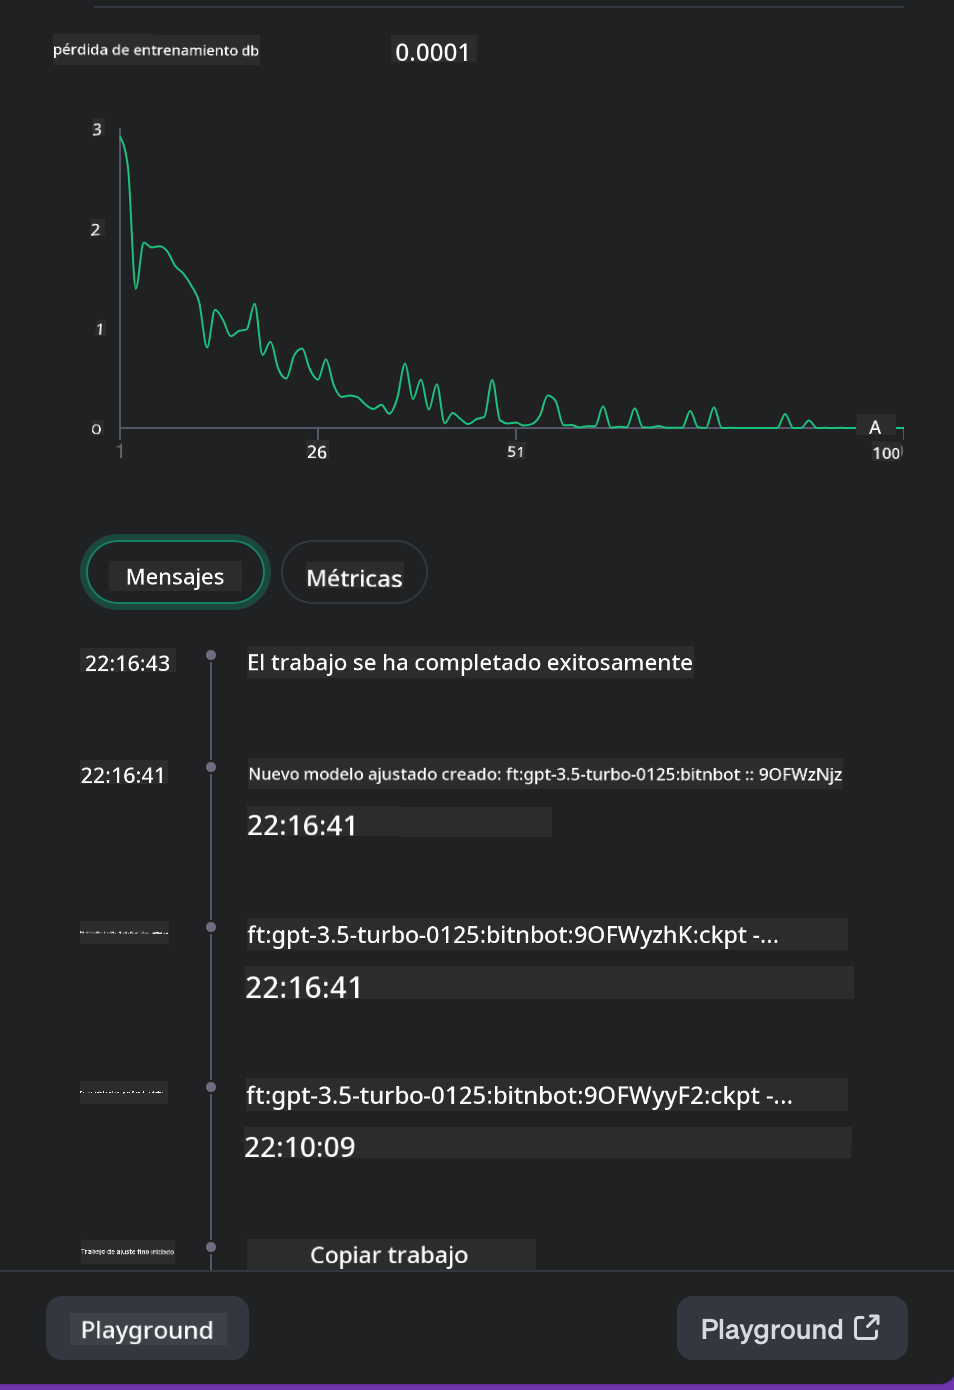 pérdida de entrenamiento db
0.0001
3
2
1
0
1
26
51
A
100
Mensajes
Métricas
22:16:43
El trabajo se ha completado exitosamente
22:16:41
Nuevo modelo ajustado creado: ft:gpt-3.5-turbo-0125:bitnbot :: 9OFWzNjz
22:16:41
ft:gpt-3.5-turbo-0125:bitnbot:9OFWyzhK:ckpt -...
22:16:41
ft:gpt-3.5-turbo-0125:bitnbot:9OFWyyF2:ckpt -...
22:10:09
Trabajo de ajuste fino iniciado
Copiar trabajo
Playground
Playground